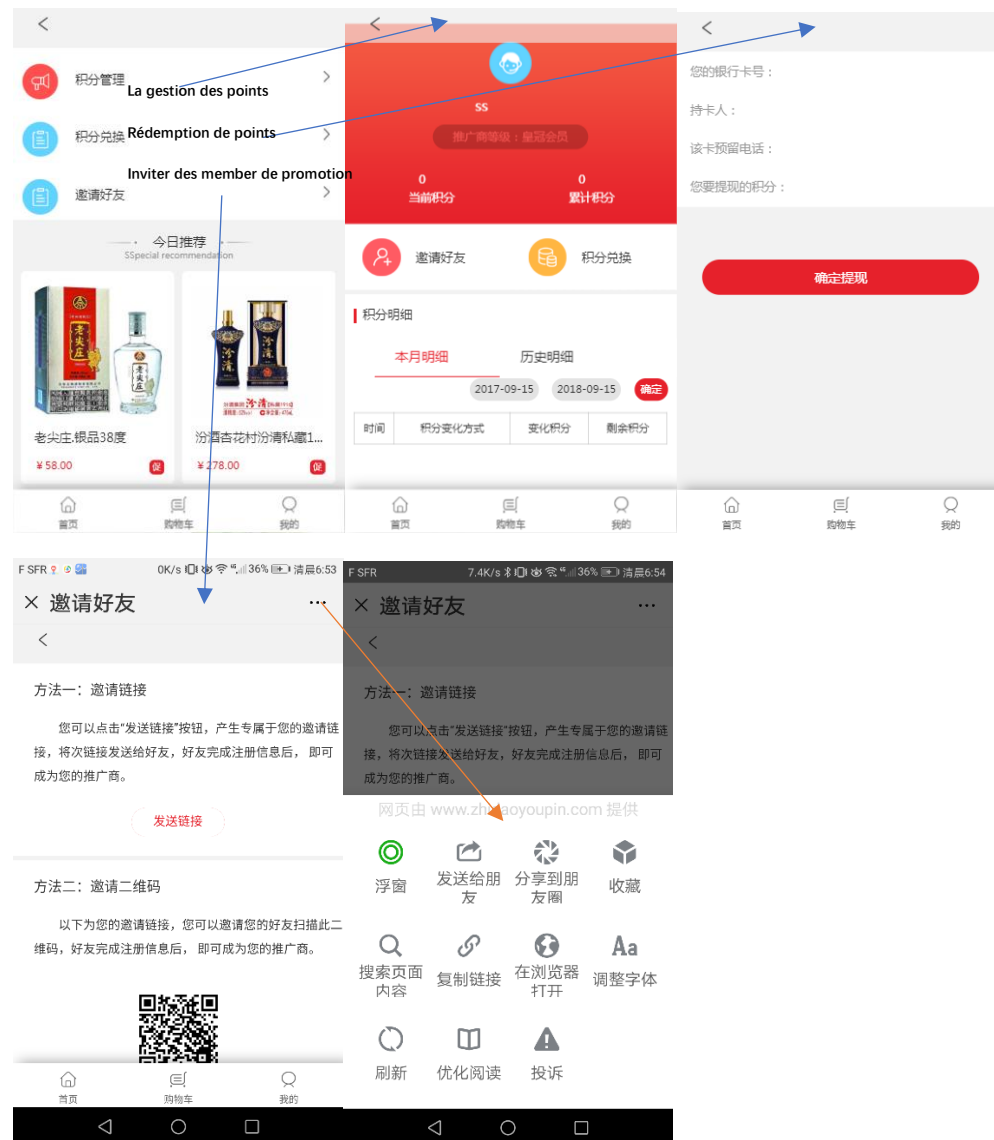 积分管理
La gestion des points
积分兑换
Rédemption de points
Inviter des member de promotion
邀请好友
今日推荐
SSpecial recommendation
老尖庄
老尖庄.银品38度
¥58.00
促
汾酒杏花村汾清私藏1...
¥278.00
促
首页
购物车
我的
ss
推广商等级：皇冠会员
0
当前积分
0
累计积分
邀请好友
积分兑换
积分明细
本月明细
历史明细
2017-09-15
2018-09-15
确定
时间
积分变化方式
变化积分
剩余积分
首页
购物车
我的
您的银行卡号：
持卡人：
该卡预留电话：
您要提现的积分：
确定提现
首页
购物车
我的
F SFR
0K/s
36%
清晨6:53
邀请好友
方法一：邀请链接
您可以点击“发送链接”按钮，产生专属于您的邀请链
接，将次链接发送给好友，好友完成注册信息后， 即可
成为您的推广商。
发送链接
方法二：邀请二维码
以下为您的邀请链接，您可以邀请您的好友扫描此二
维码，好友完成注册信息后， 即可成为您的推广商。
首页
购物车
我的
F SFR
7.4K/s
36%
清晨6:54
邀请好友
方法一：邀请链接
您可以点击“发送链接”按钮，产生专属于您的邀请链
接，将次链接发送给好友，好友完成注册信息后， 即可
成为您的推广商。
网页由
提供
浮窗
发送给朋
友
分享到朋
友圈
收藏
搜索页面
内容
复制链接
在浏览器
打开
Aa
调整字体
刷新
优化阅读
投诉